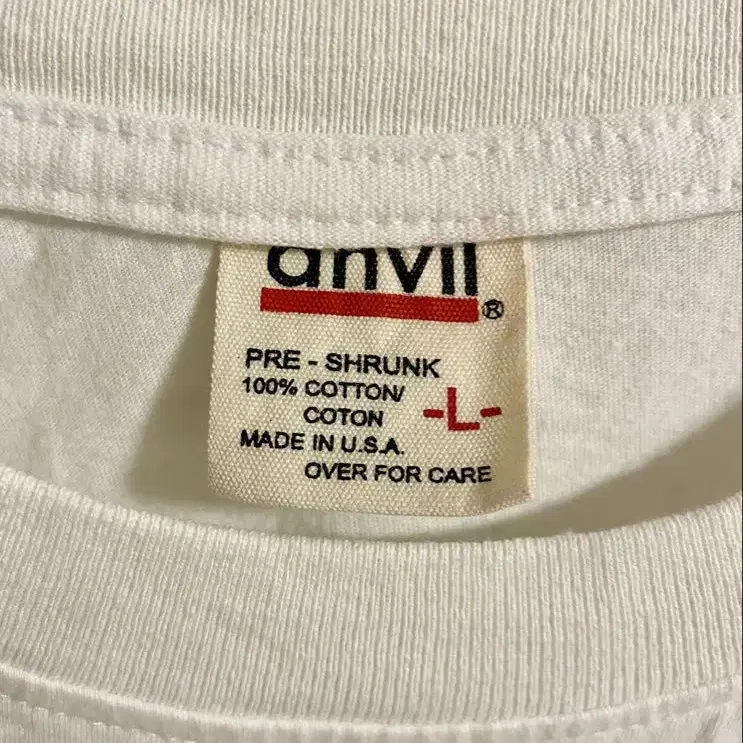 anvil
®
PRE - SHRUNK
100% COTTON/
COTON
-L-
MADE IN U.S.A.
OVER FOR CARE